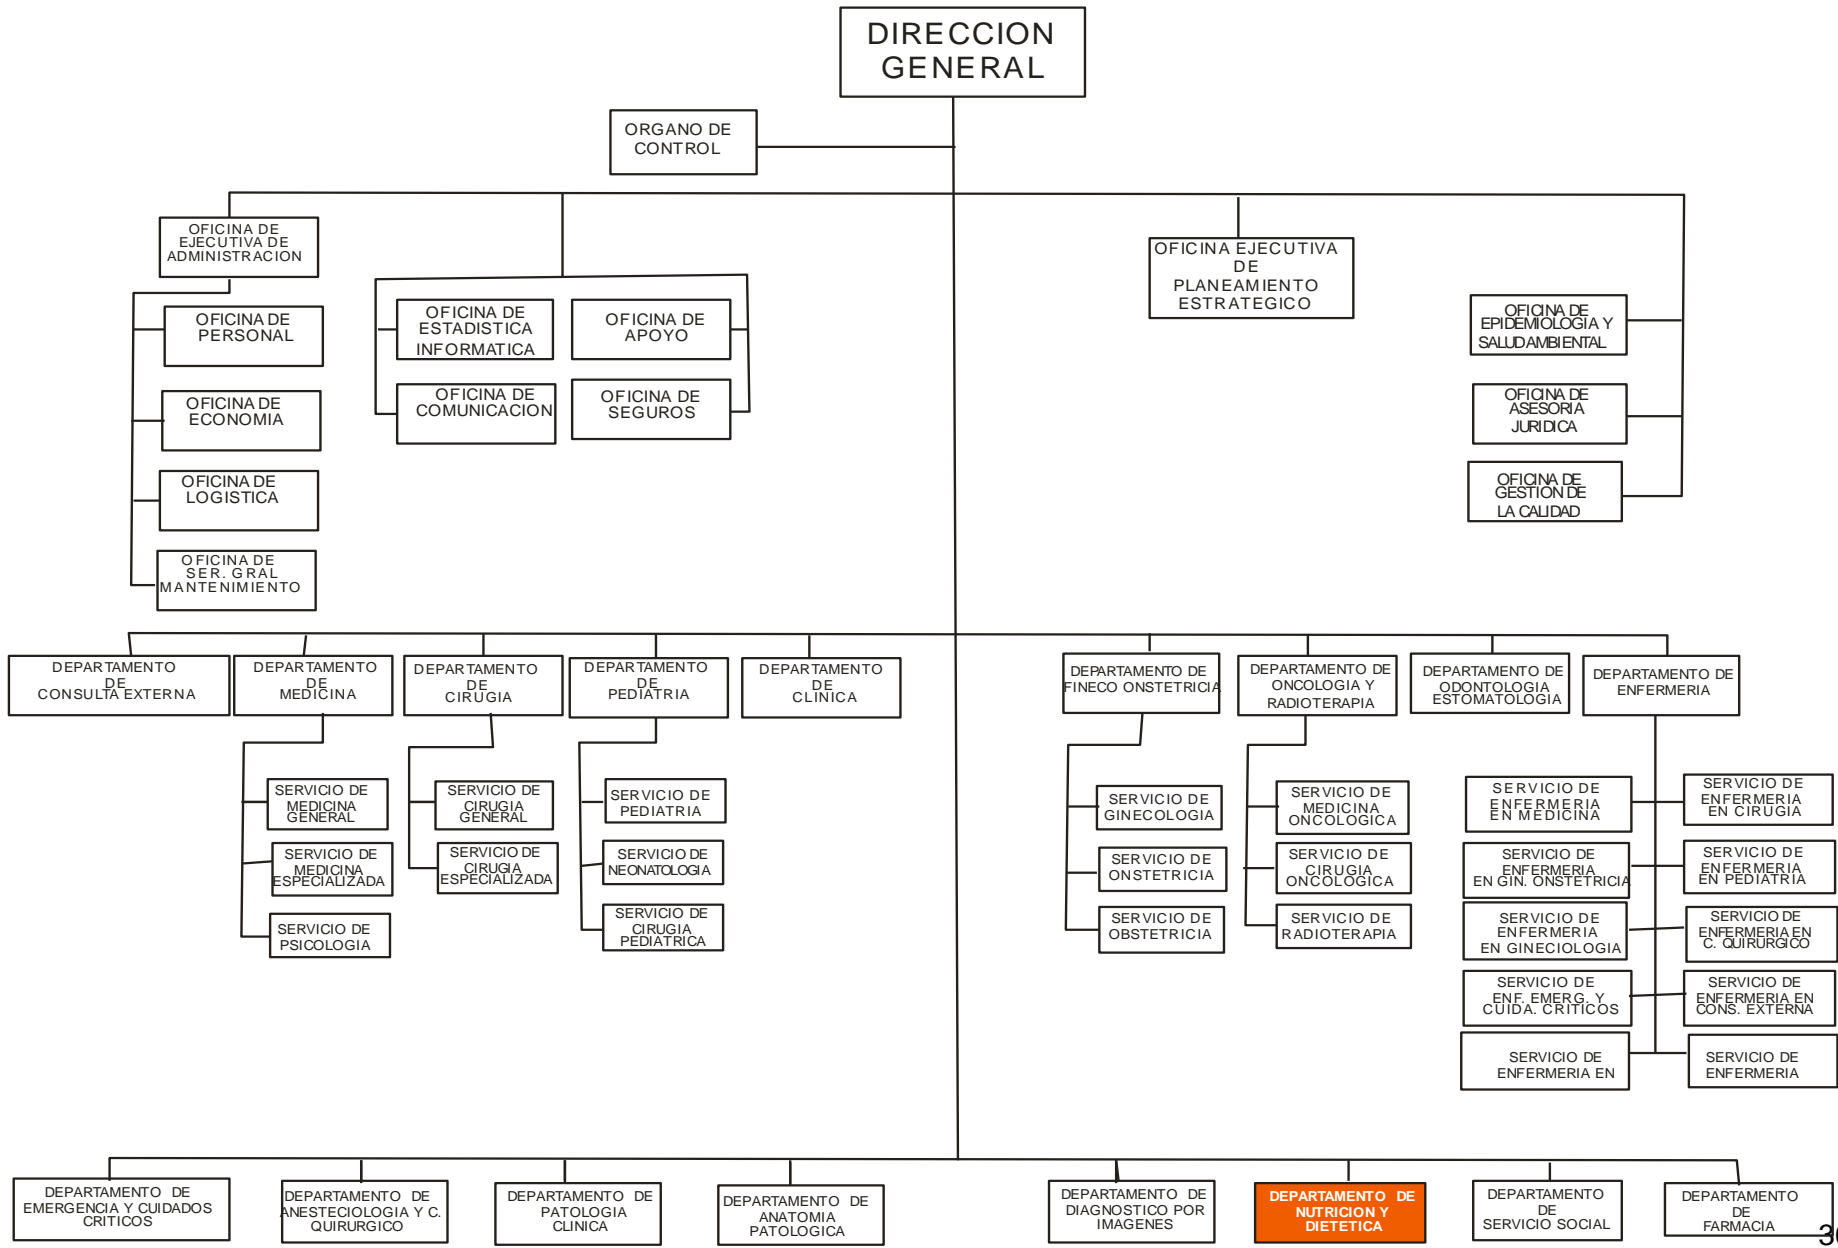 DIRECCION
GENERAL
ORGANO DE
CONTROL
OFICINA DE
EJECUTIVA DE
ADMINISTRACION
OFICINA DE
PERSONAL
OFICINA DE
ECONOMIA
OFICINA DE
LOGISTICA
OFICINA DE
SER. GRAL
MANTENIMIENTO
OFICINA DE
ESTADISTICA
INFORMATICA
OFICINA DE
APOYO
OFICINA DE
COMUNICACION
OFICINA DE
SEGUROS
OFICINA EJECUTIVA
DE
PLANEAMIENTO
ESTRATEGICO
OFICINA DE
EPIDEMIOLOGIA Y
SALUD AMBIENTAL
OFICINA DE
ASESORIA
JURIDICA
OFICINA DE
GESTION DE
LA CALIDAD
DEPARTAMENTO
DE
CONSULTA EXTERNA
DEPARTAMENTO
DE
MEDICINA
DEPARTAMENTO
DE
CIRUGIA
DEPARTAMENTO
DE
PEDIATRIA
DEPARTAMENTO
DE
CLINICA
DEPARTAMENTO DE
FINECO ONSTETRICIA
DEPARTAMENTO DE
ONCOLOGIA Y
RADIOTERAPIA
DEPARTAMENTO DE
ODONTOLOGIA
ESTOMATOLOGIA
DEPARTAMENTO DE
ENFERMERIA
SERVICIO DE
MEDICINA
GENERAL
SERVICIO DE
MEDICINA
ESPECIALIZADA
SERVICIO DE
PSICOLOGIA
SERVICIO DE
CIRUGIA
GENERAL
SERVICIO DE
CIRUGIA
ESPECIALIZADA
SERVICIO DE
PEDIATRIA
SERVICIO DE
NEONATOLOGIA
SERVICIO DE
CIRUGIA
PEDIATRICA
SERVICIO DE
GINECOLOGIA
SERVICIO DE
ONSTETRICIA
SERVICIO DE
OBSTETRICIA
SERVICIO DE
MEDICINA
ONCOLOGICA
SERVICIO DE
CIRUGIA
ONCOLOGICA
SERVICIO DE
RADIOTERAPIA
SERVICIO DE
ENFERMERIA
EN MEDICINA
SERVICIO DE
ENFERMERIA
EN CIRUGIA
SERVICIO DE
ENFERMERIA
EN GIN. ONSTETRICIA
SERVICIO DE
ENFERMERIA
EN PEDIATRIA
SERVICIO DE
ENFERMERIA
EN GINECIOLOGIA
SERVICIO DE
ENFERMERIA EN
C. QUIRURGICO
SERVICIO DE
ENF. EMERG. Y
CUIDA. CRITICOS
SERVICIO DE
ENFERMERIA EN
CONS. EXTERNA
SERVICIO DE
ENFERMERIA EN
SERVICIO DE
ENFERMERIA
DEPARTAMENTO DE
EMERGENCIA Y CUIDADOS
CRITICOS
DEPARTAMENTO DE
ANESTECIOLOGIA Y C.
QUIRURGICO
DEPARTAMENTO DE
PATOLOGIA
CLINICA
DEPARTAMENTO DE
ANATOMIA
PATOLOGICA
DEPARTAMENTO DE
DIAGNOSTICO POR
IMAGENES
DEPARTAMENTO DE
NUTRICION Y
DIETETICA
DEPARTAMENTO
DE
SERVICIO SOCIAL
DEPARTAMENTO
DE
FARMACIA